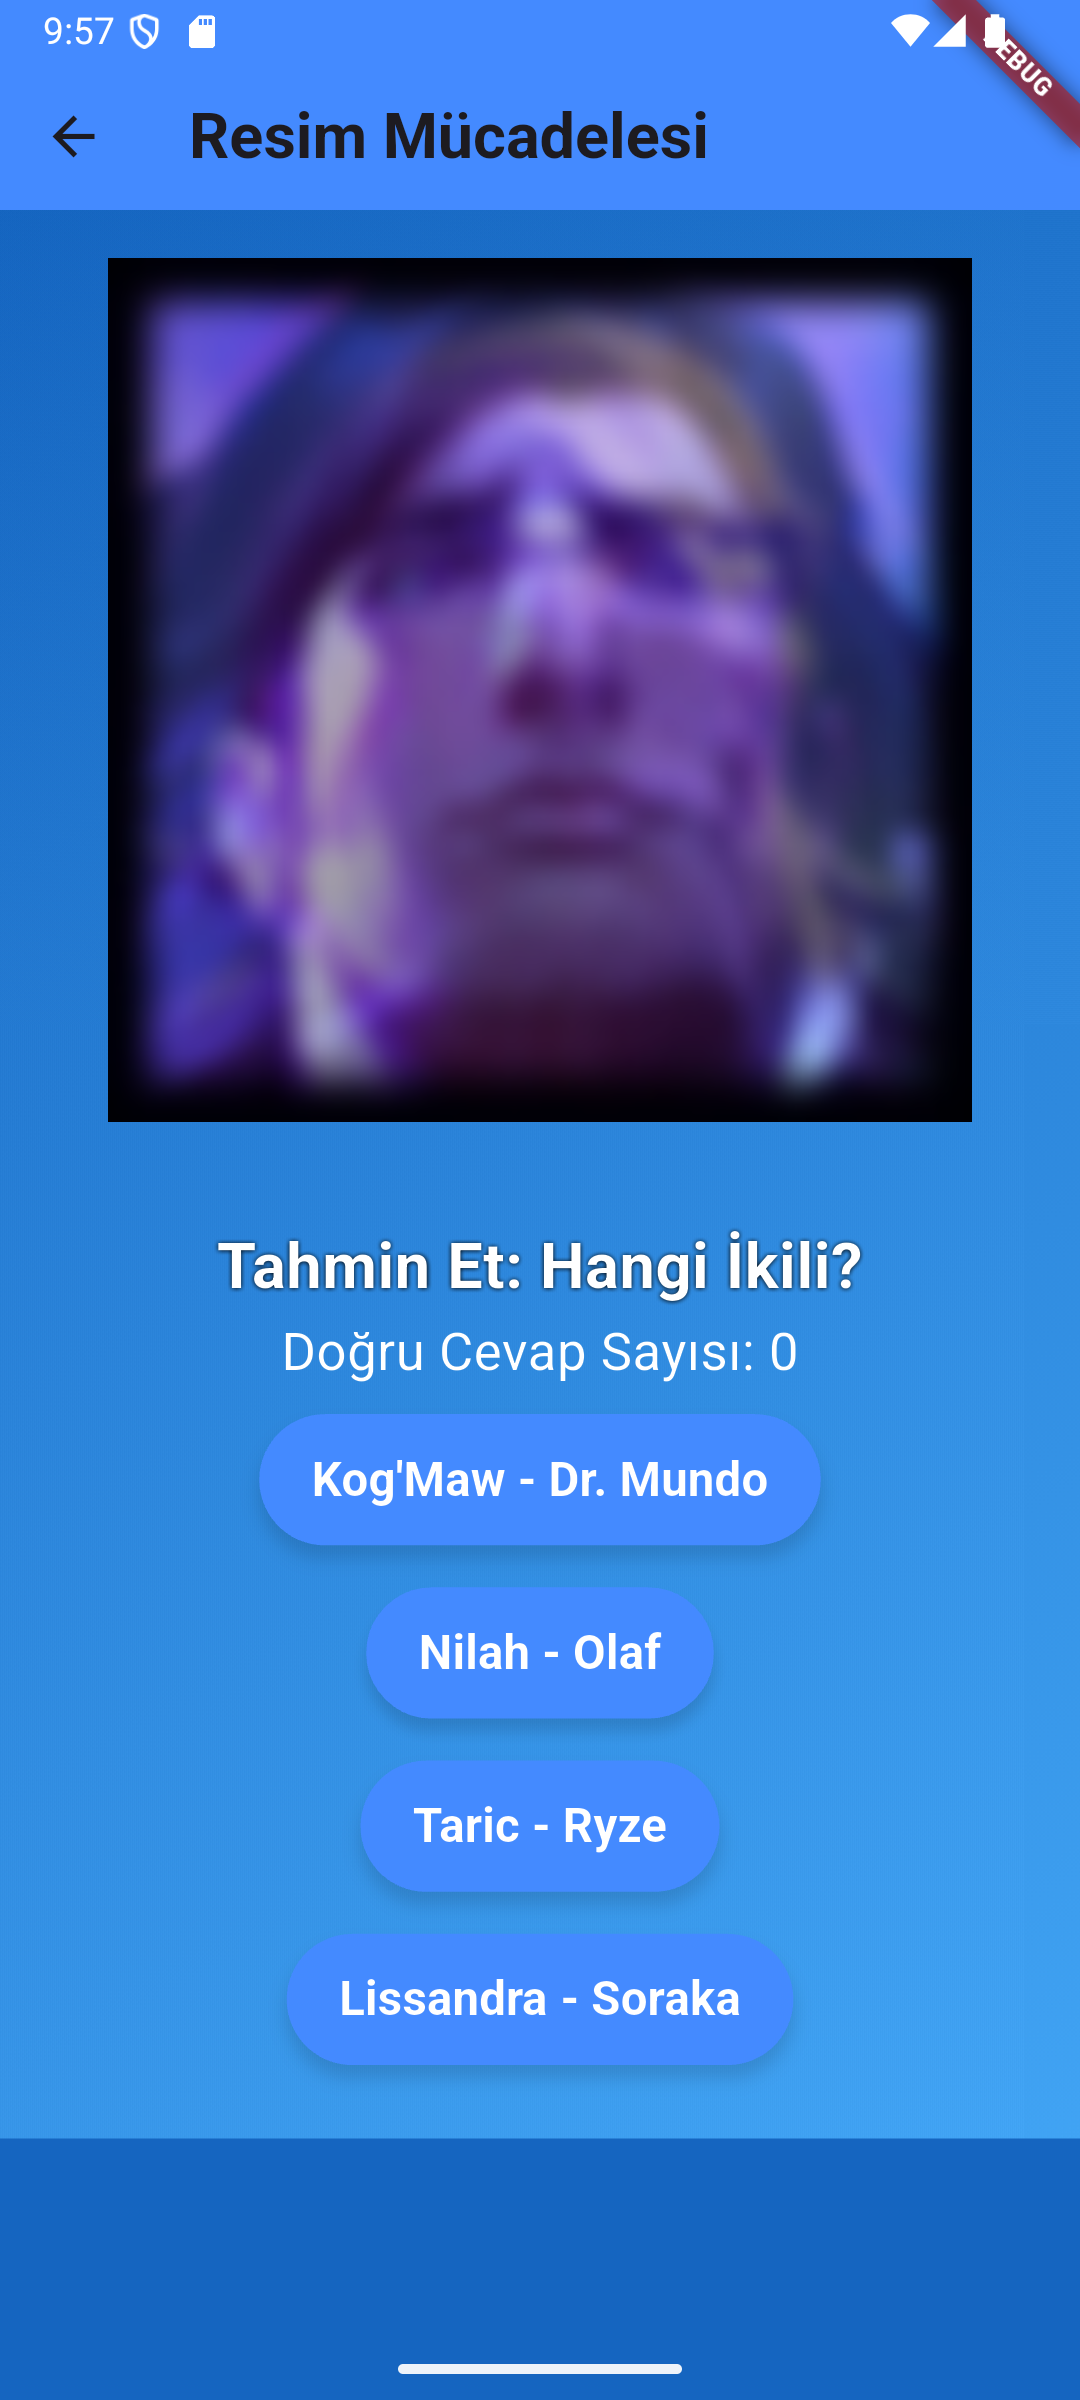 9:57
EBUG
Resim Mücadelesi
Tahmin Et: Hangi İkili?
Doğru Cevap Sayısı: 0
Kog'Maw - Dr. Mundo
Nilah - Olaf
Taric - Ryze
Lissandra - Soraka